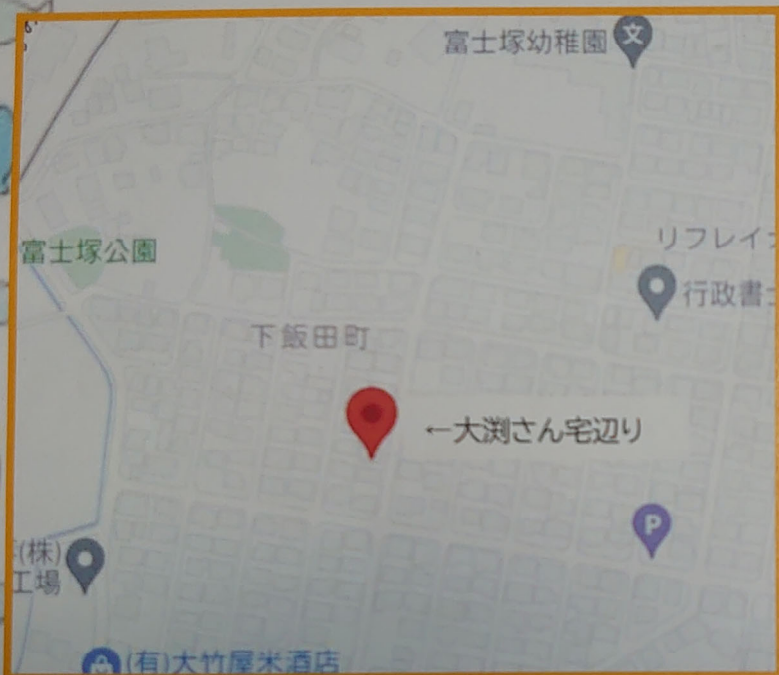 富士塚幼稚園
文
富士塚公園
リフレイ
行政書士
下飯田町
←大渕さん宅辺り
P
(株)
工場
(有)大竹屋米酒店